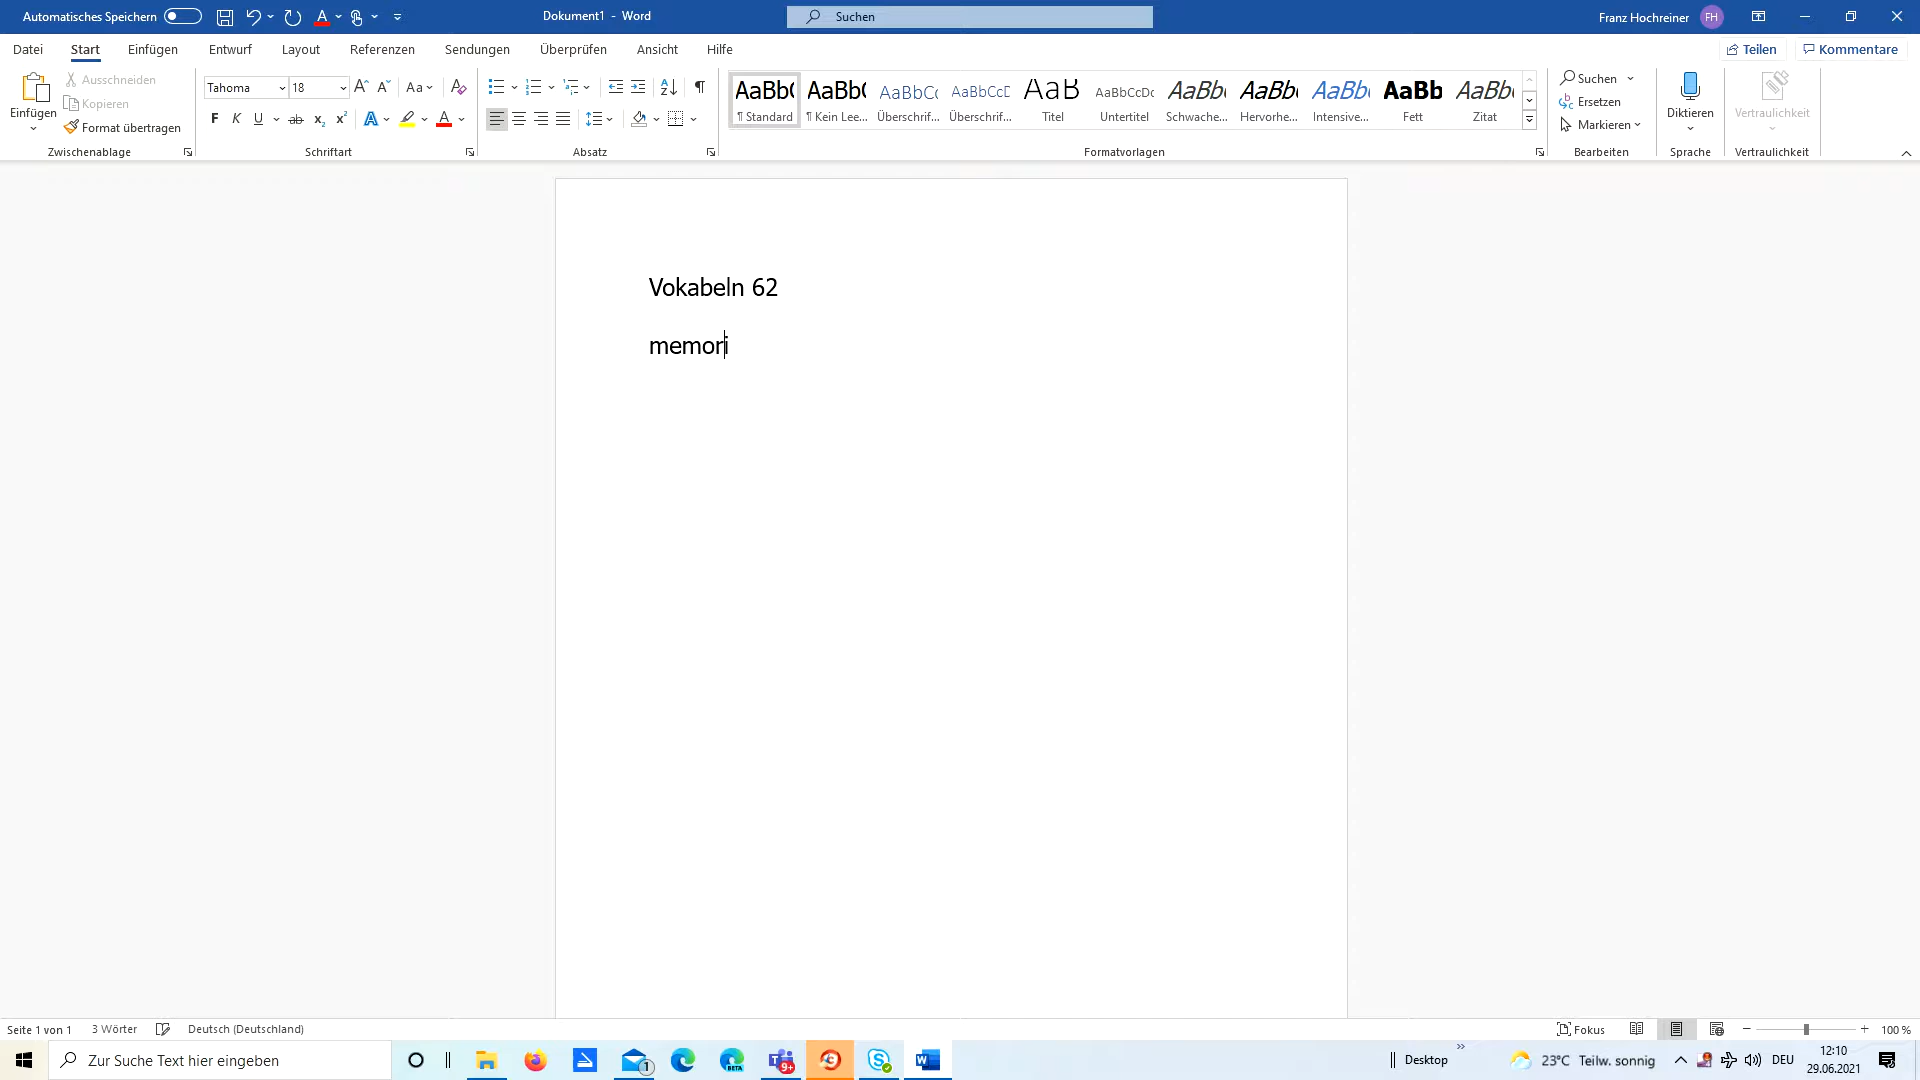 Automatisches Speichern
Dokument1 - Word
Suchen
Franz Hochreiner
FH
Datei Start Einfügen Entwurf Layout Referenzen Sendungen Überprüfen Ansicht Hilfe
Teilen Kommentare
Einfügen
Ausschneiden
Kopieren
Format übertragen
Zwischenablage
Tahoma 18
Schriftart
Absatz
AaBb( AaBb( AaBbC( AaBbCcD AaB AaBbCcDc AaBb( AaBb( AaBb( AaBb AaBb(
¶ Standard ¶ Kein Lee... Überschrif... Überschrif... Titel Untertitel Schwache... Hervorhe... Intensive... Fett Zitat
Formatvorlagen
Suchen
Ersetzen
Markieren
Bearbeiten
Diktieren
Sprache
Vertraulichkeit
Vertraulichkeit
Vokabeln 62
memori
Seite 1 von 1 3 Wörter Deutsch (Deutschland)
Fokus
100 %
Zur Suche Text hier eingeben
1
BETA
9+
Desktop
23°C Teilw. sonnig
DEU
12:10
29.06.2021